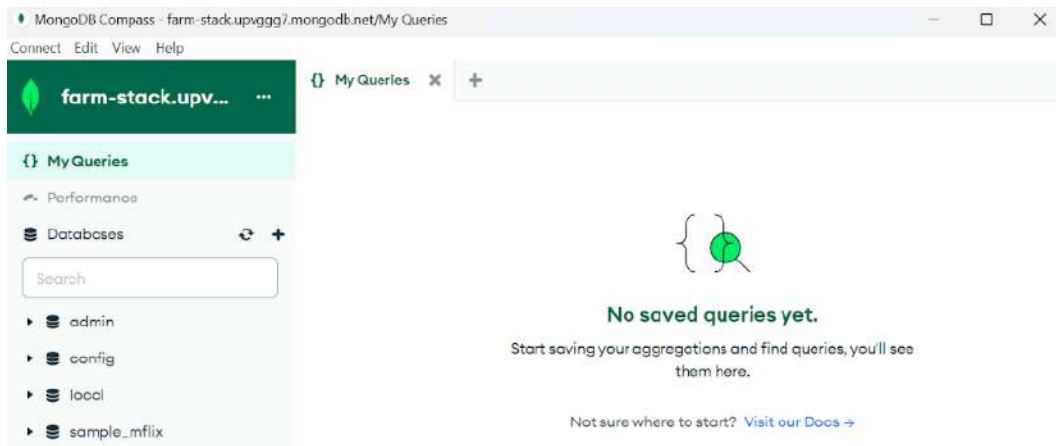 MongoDB Compass - farm-stack.upvggg7.mongodb.net/My Queries
Connect Edit View Help
farm-stack.upv... ...
{} My Queries
{} My Queries
Performance
Databases
Search
admin
config
local
sample_mflix
No saved queries yet.
Start saving your aggregations and find queries, you'll see
them here.
Not sure where to start? Visit our Docs →